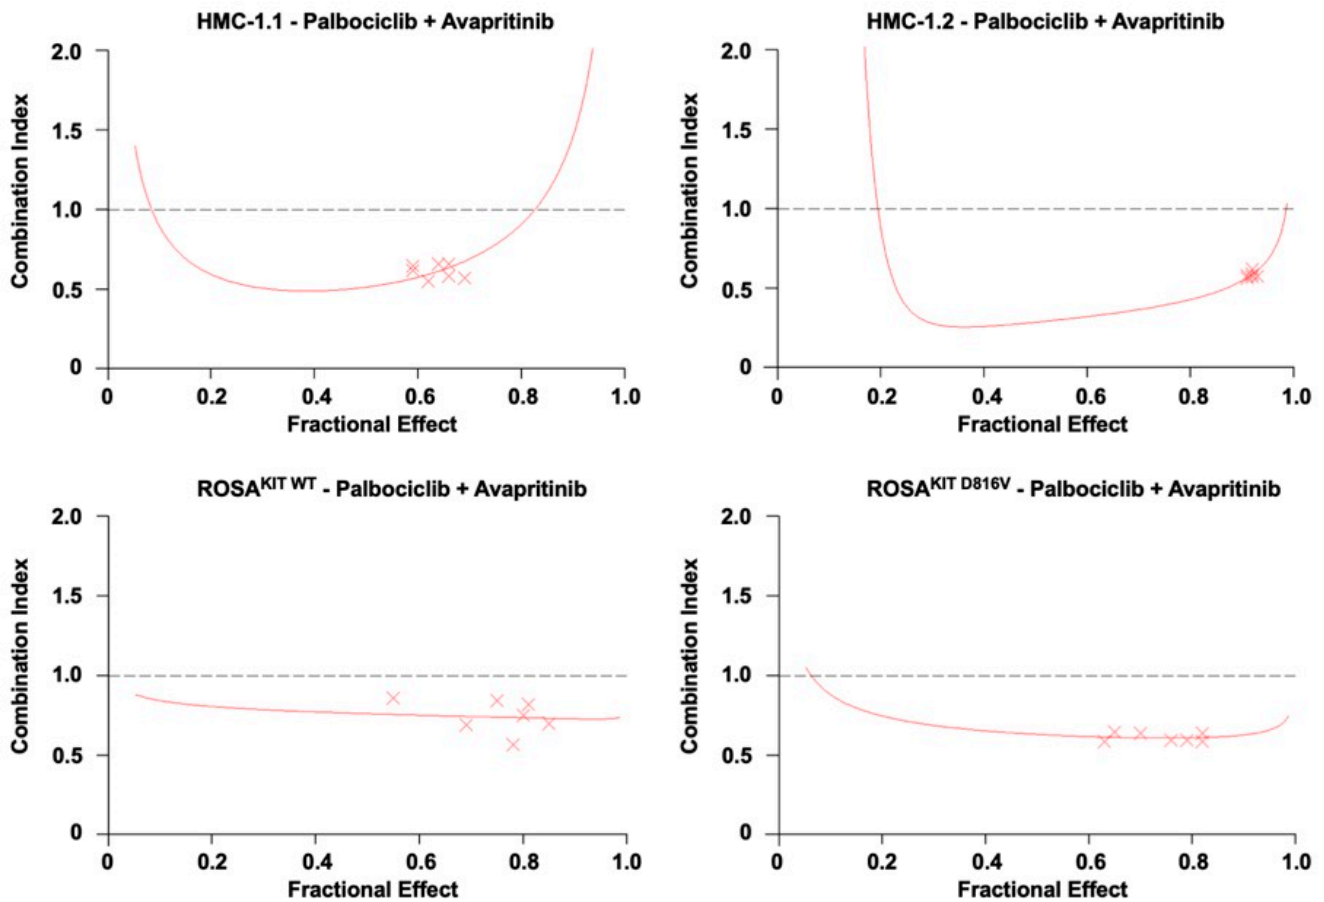 HMC-1.1 - Palbociclib + Avapritinib
2.0
1.5
1.0
0.5
0
Combination Index
0 0.2 0.4 0.6 0.8 1.0
Fractional Effect
HMC-1.2 - Palbociclib + Avapritinib
2.0
1.5
1.0
0.5
0
Combination Index
0 0.2 0.4 0.6 0.8 1.0
Fractional Effect
ROSAKIT WT - Palbociclib + Avapritinib
2.0
1.5
1.0
0.5
0
Combination Index
0 0.2 0.4 0.6 0.8 1.0
Fractional Effect
ROSAKIT D816V - Palbociclib + Avapritinib
2.0
1.5
1.0
0.5
0
Combination Index
0 0.2 0.4 0.6 0.8 1.0
Fractional Effect